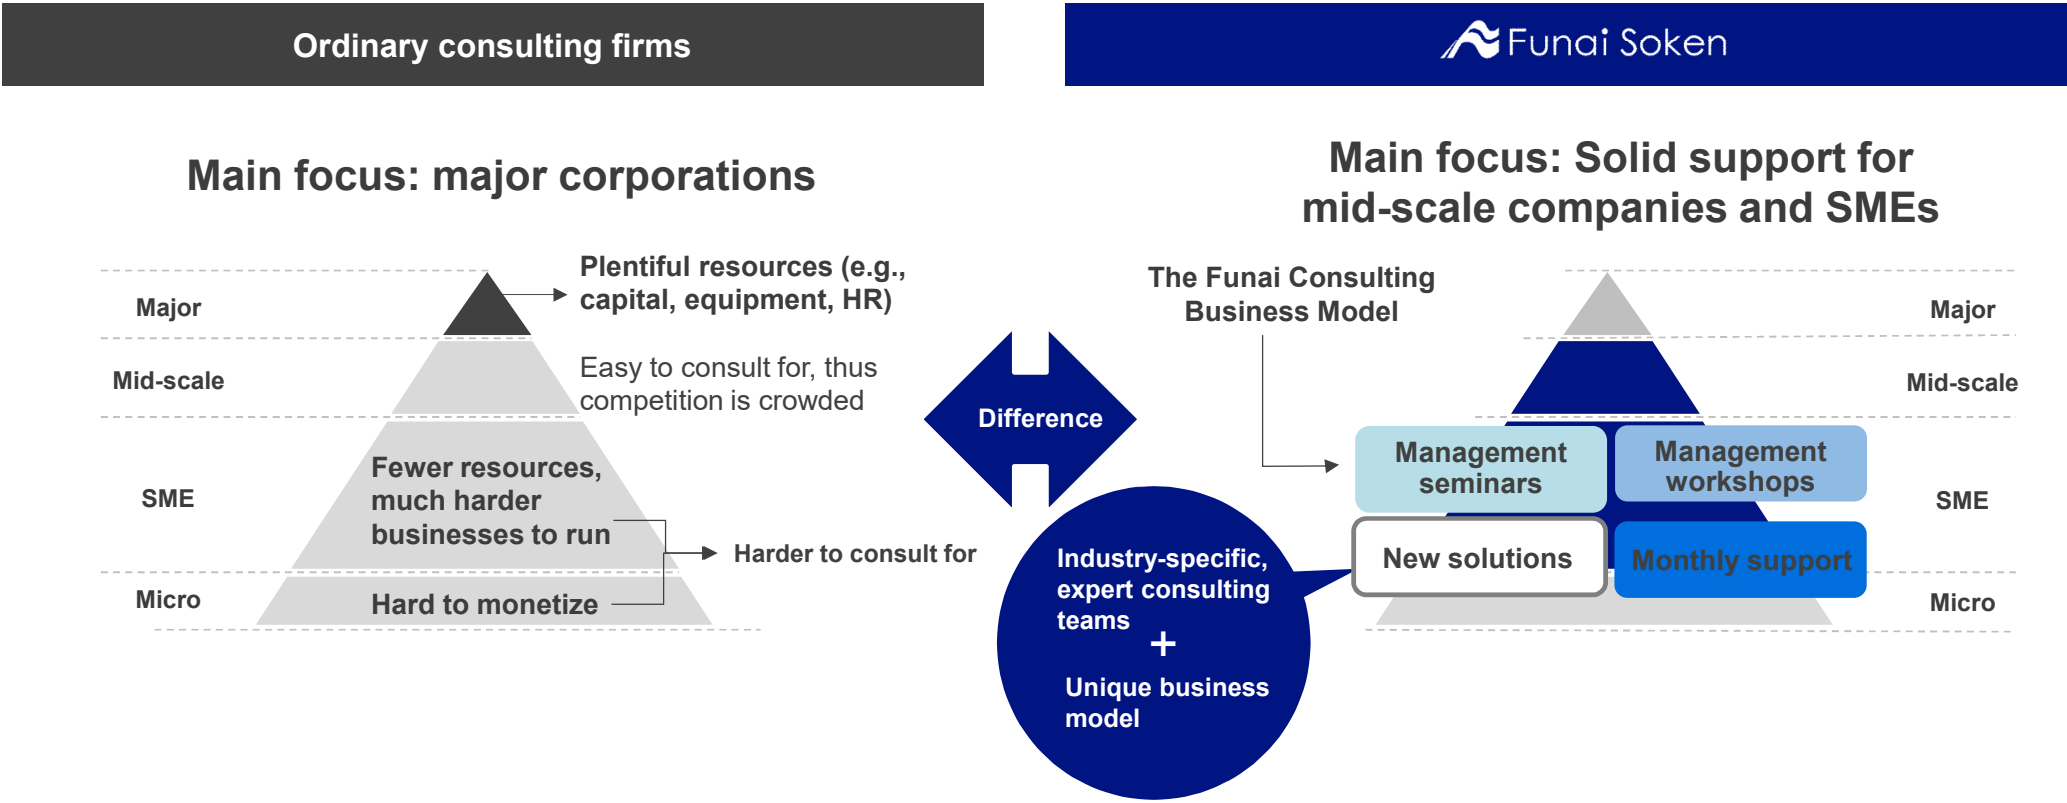 Ordinary consulting firms
Main focus: major corporations
Major
Mid-scale
SME
Micro
Plentiful resources (e.g.,
capital, equipment, HR)
Easy to consult for, thus
competition is crowded
Fewer resources,
much harder
businesses to run
Hard to monetize
Harder to consult for
Difference
Funai Soken
Main focus: Solid support for
mid-scale companies and SMEs
The Funai Consulting
Business Model
Management
seminars
Management
workshops
New solutions
Monthly support
Major
Mid-scale
SME
Micro
Industry-specific,
expert consulting
teams
+
Unique business
model